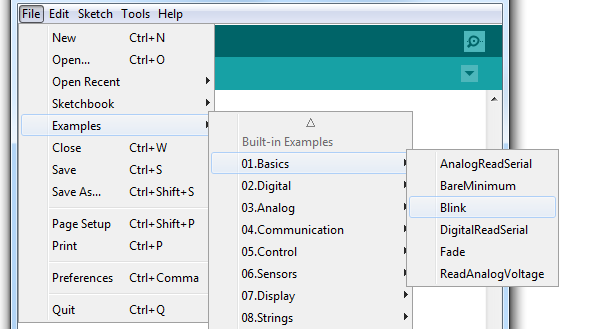 File Edit Sketch Tools Help
New Ctrl+N
Open... Ctrl+O
Open Recent
Sketchbook
Examples
Close Ctrl+W
Save Ctrl+S
Save As... Ctrl+Shift+S
Page Setup Ctrl+Shift+P
Print Ctrl+P
Preferences Ctrl+Comma
Quit Ctrl+Q
Built-in Examples
01.Basics
02.Digital
03.Analog
04.Communication
05.Control
06.Sensors
07.Display
08.Strings
AnalogReadSerial
BareMinimum
Blink
DigitalReadSerial
Fade
ReadAnalogVoltage